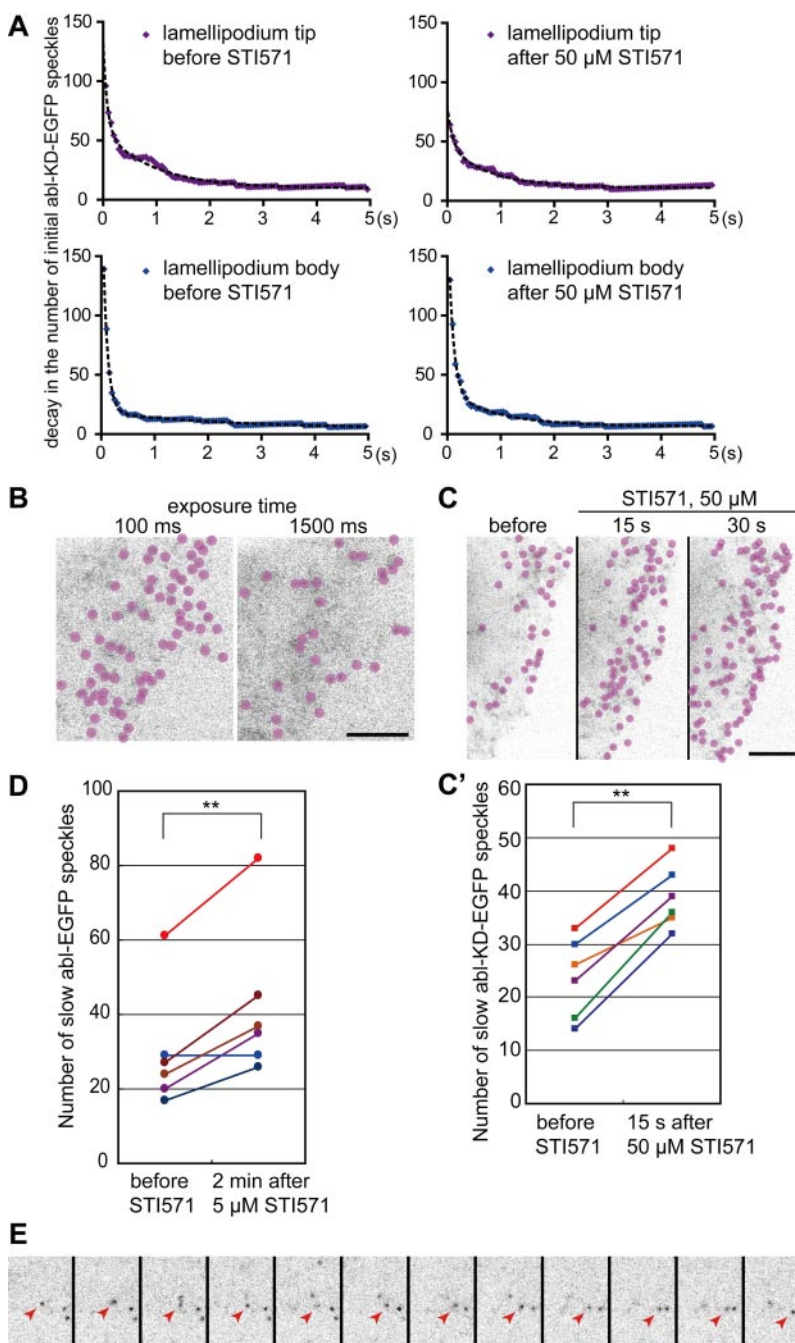 A
decay in the number of initial abl-KD-EGFP speckles
150
100
50
0
0 1 2 3 4 5 (s)
lamellipodium tip
before STI571
150
100
50
0
0 1 2 3 4 5 (s)
lamellipodium tip
after 50 μM STI571
150
100
50
0
0 1 2 3 4 5 (s)
lamellipodium body
before STI571
150
100
50
0
0 1 2 3 4 5 (s)
lamellipodium body
after 50 μM STI571
B
exposure time
100 ms 1500 ms
C
STI571, 50 μM
before 15 s 30 s
D
Number of slow abl-EGFP speckles
100
80
60
40
20
0
**
before
STI571
2 min after
5 μM STI571
C'
Number of slow abl-KD-EGFP speckles
60
50
40
30
20
10
0
**
before
STI571
15 s after
50 μM STI571
E